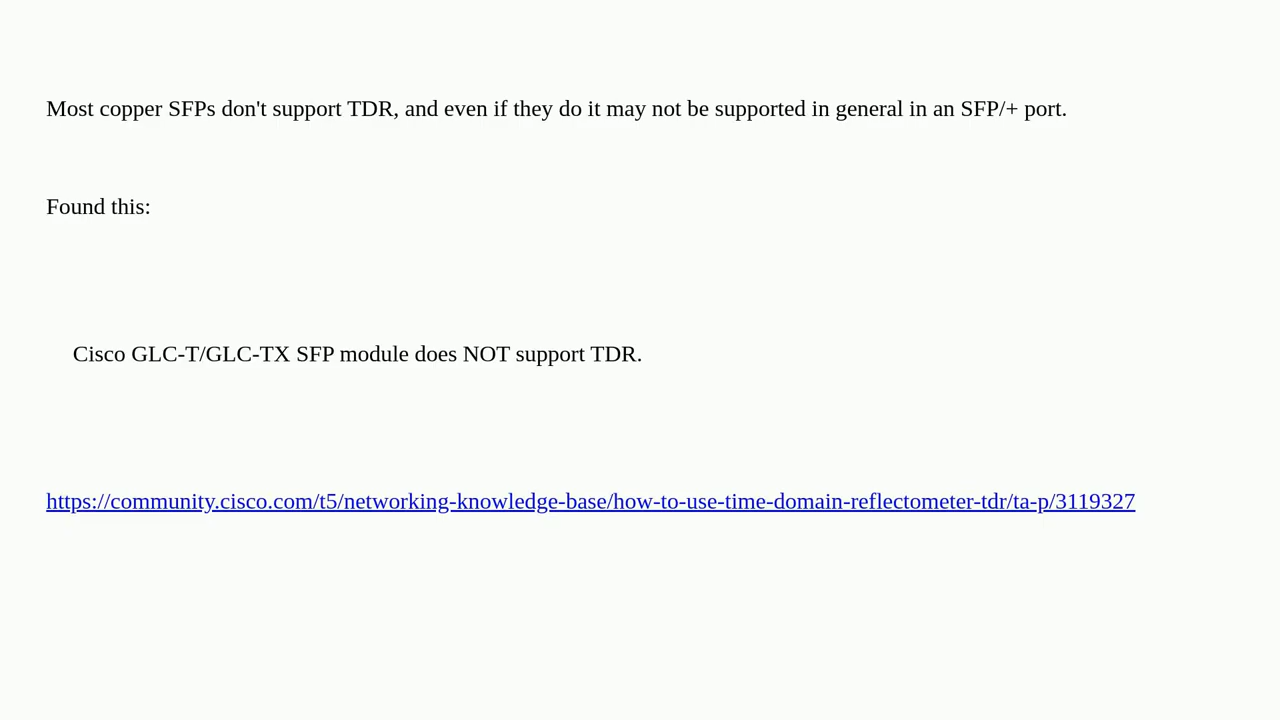 Most copper SFPs don't support TDR, and even if they do it may not be supported in general in an SFP/+ port.
Found this:
Cisco GLC-T/GLC-TX SFP module does NOT support TDR.
https://community.cisco.com/t5/networking-knowledge-base/how-to-use-time-domain-reflectometer-tdr/ta-p/3119327